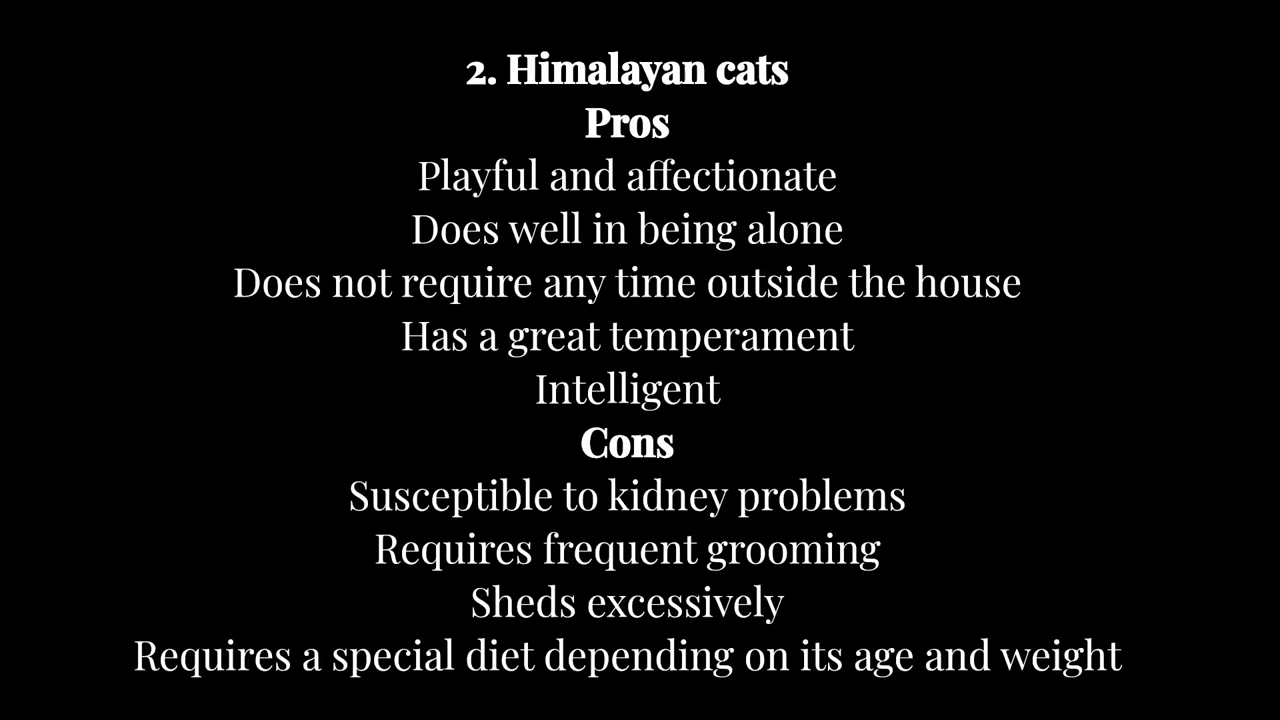 2. Himalayan cats
Pros
Playful and affectionate
Does well in being alone
Does not require any time outside the house
Has a great temperament
Intelligent
Cons
Susceptible to kidney problems
Requires frequent grooming
Sheds excessively
Requires a special diet depending on its age and weight